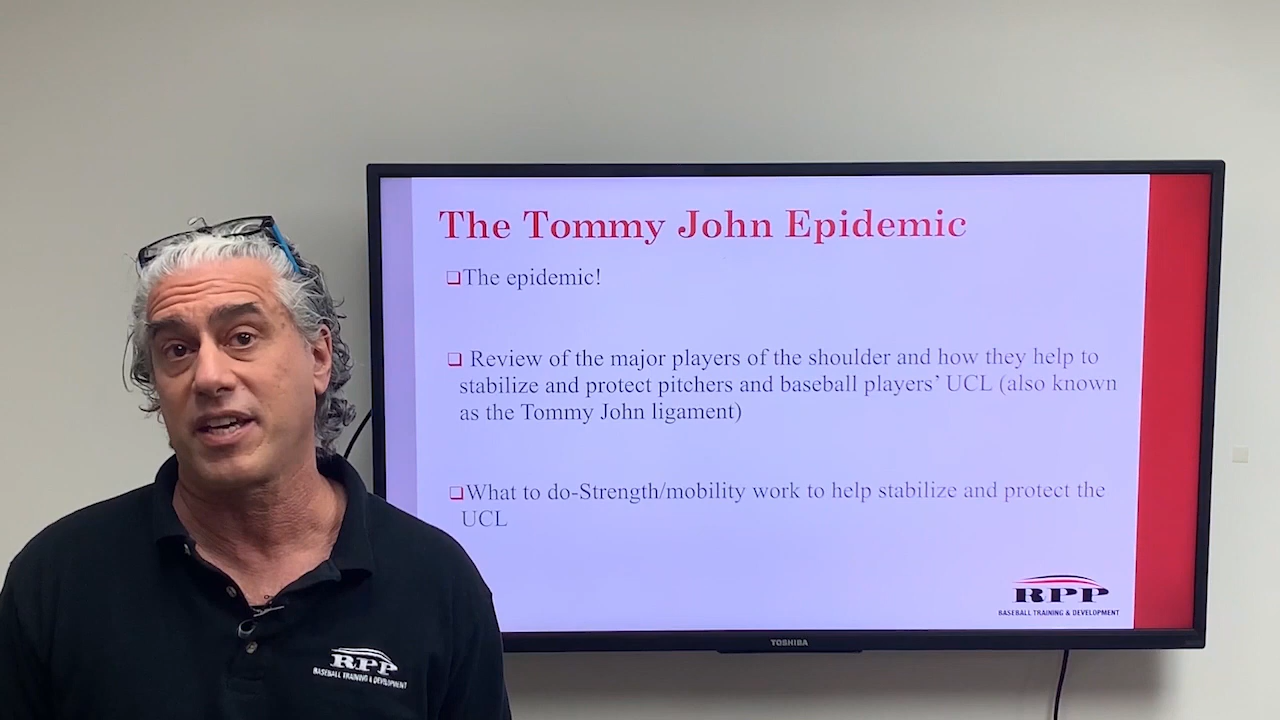 The Tommy John Epidemic
❑The epidemic!
❑ Review of the major players of the shoulder and how they help to
stabilize and protect pitchers and baseball players’ UCL (also known
as the Tommy John ligament)
❑What to do-Strength/mobility work to help stabilize and protect the
UCL
RPP
BASEBALL TRAINING & DEVELOPMENT
TOSHIBA
RPP
BASEBALL TRAINING & DEVELOPMENT